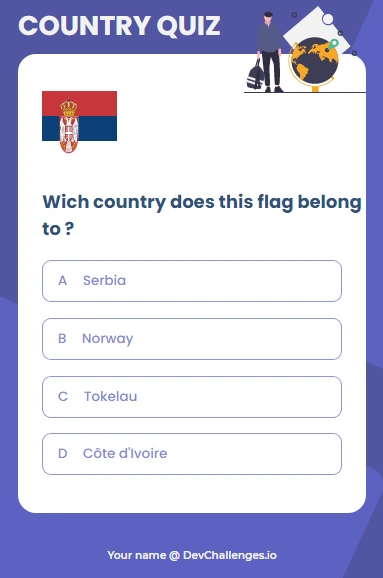 COUNTRY QUIZ
Wich country does this flag belong
to ?
A Serbia
B Norway
C Tokelau
D Côte d'Ivoire
Your name @ DevChallenges.io